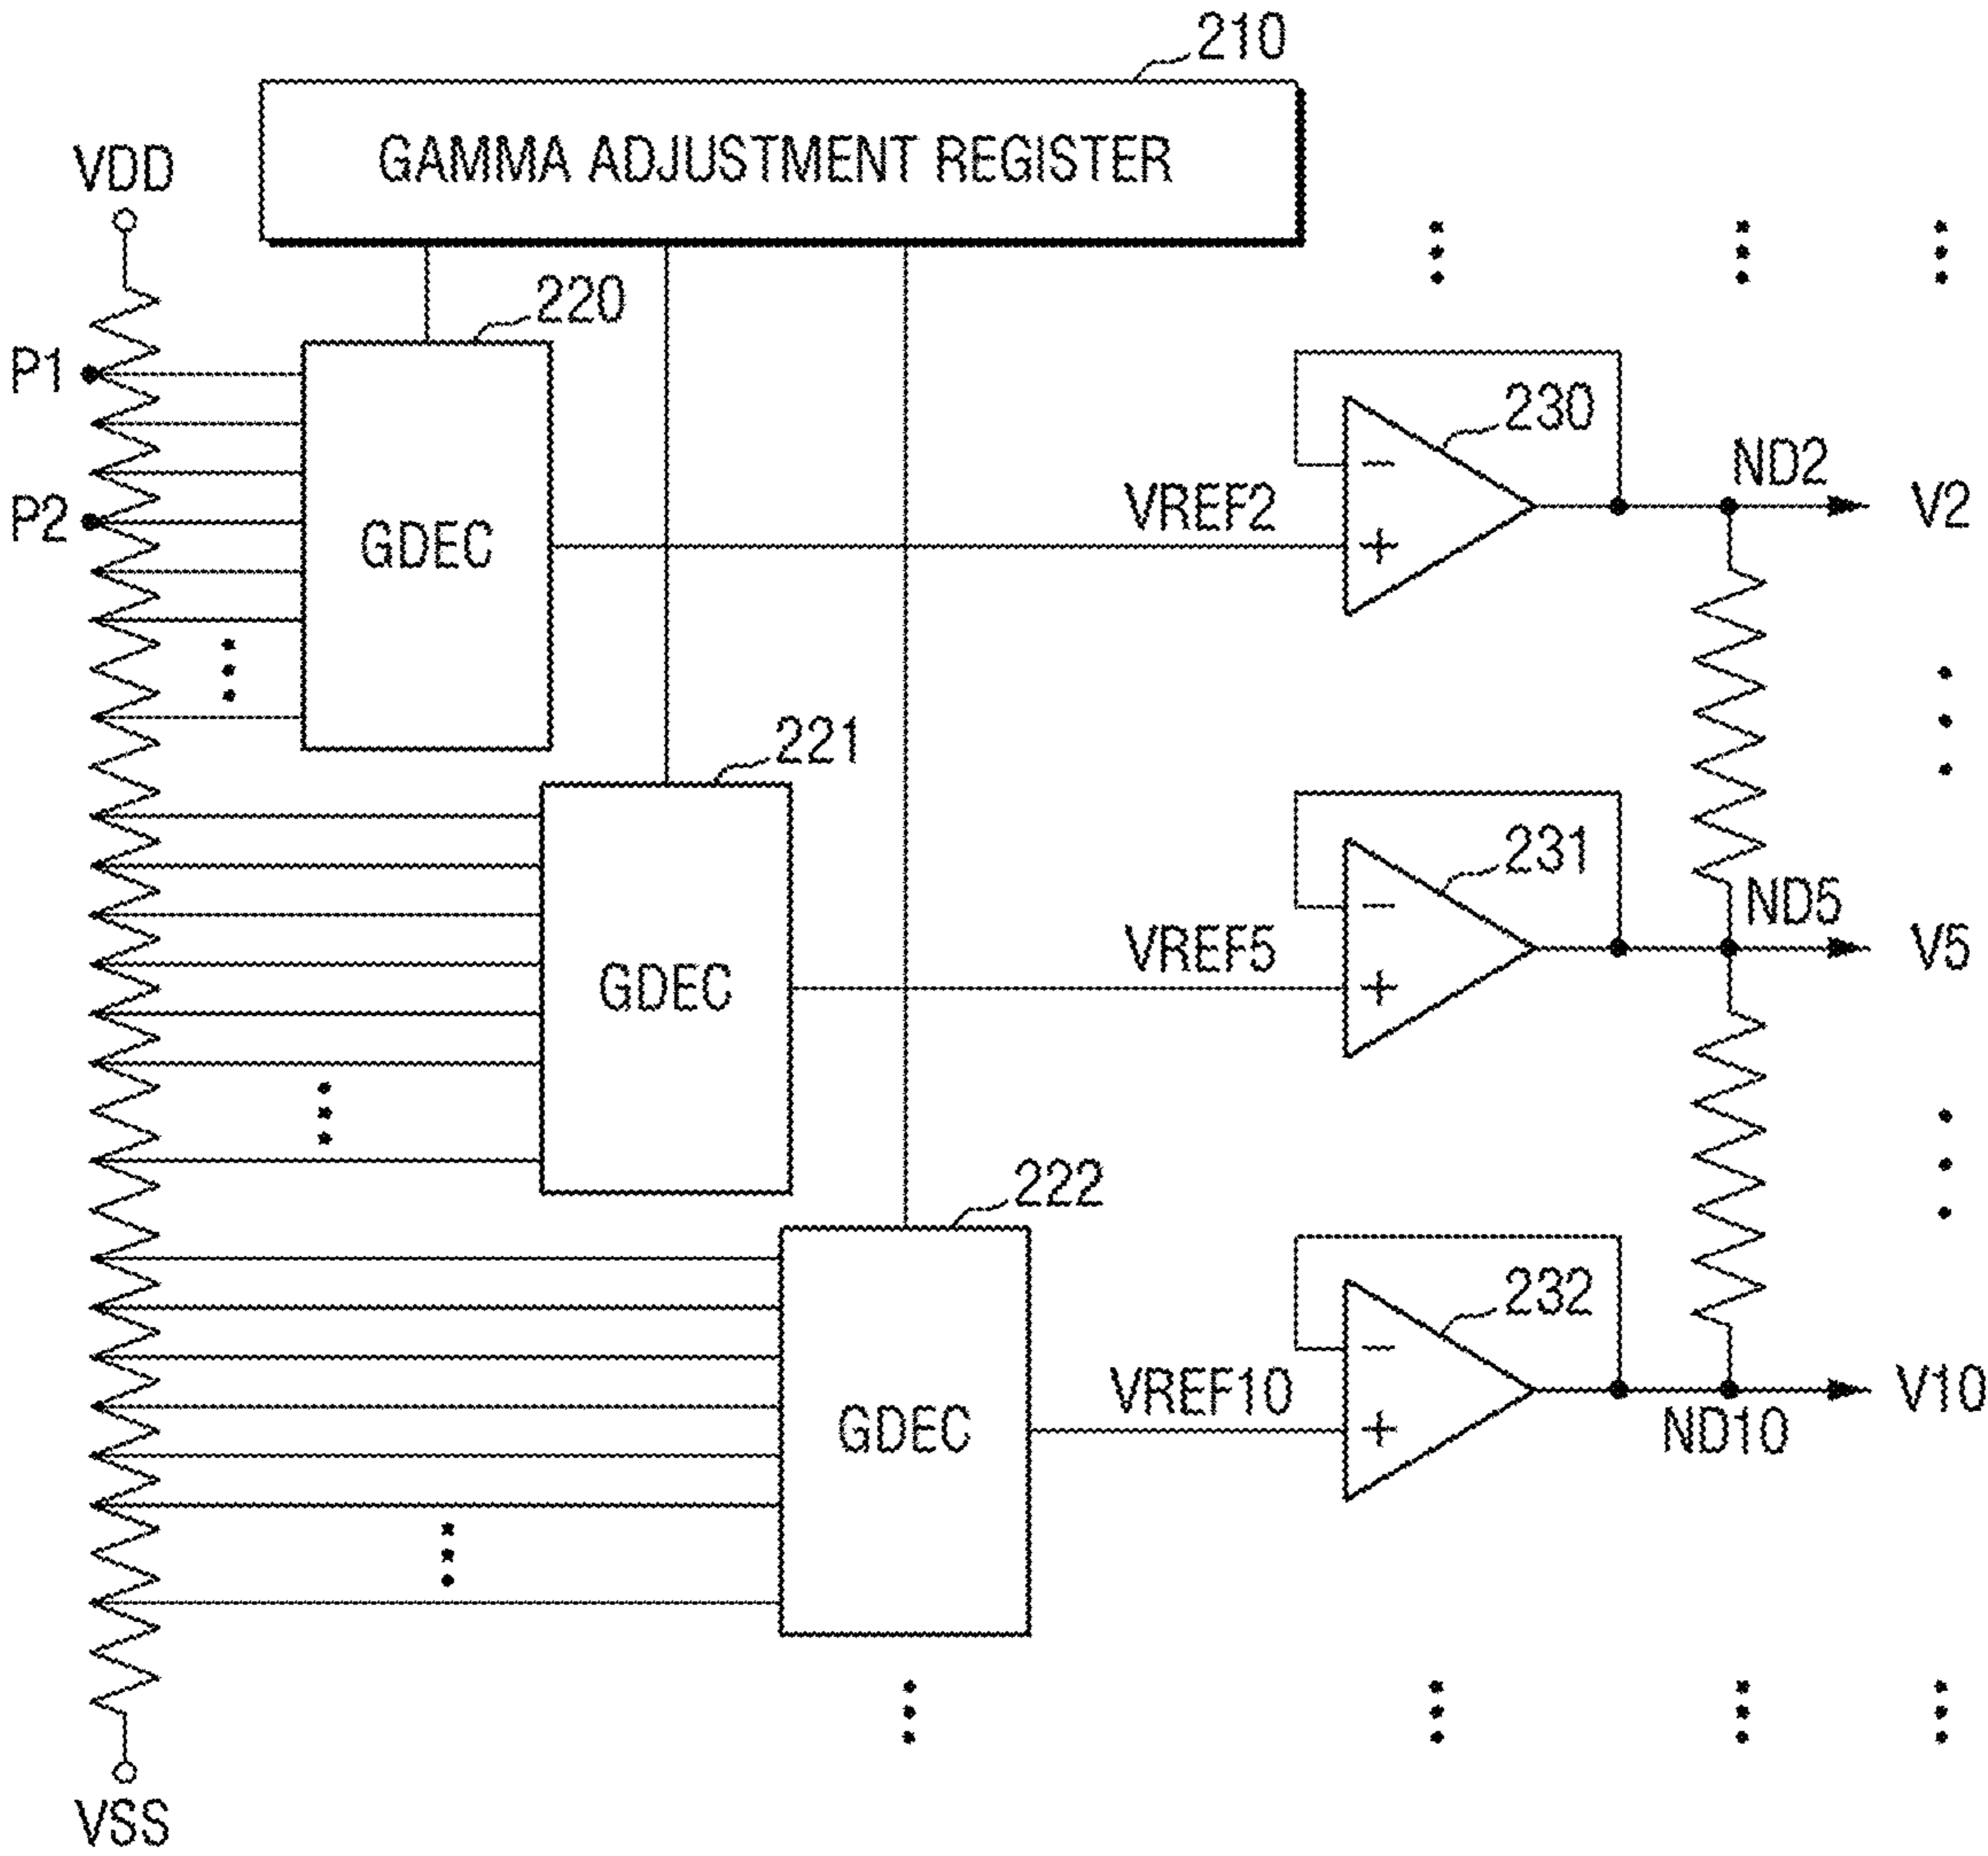 210
GAMMA ADJUSTMENT REGISTER
VDD
220
P1
230
ND2
P2
GDEC
VREF2
−
+
V2
221
231
ND5
GDEC
VREF5
−
+
V5
222
232
GDEC
VREF10
−
+
V10
ND10
VSS